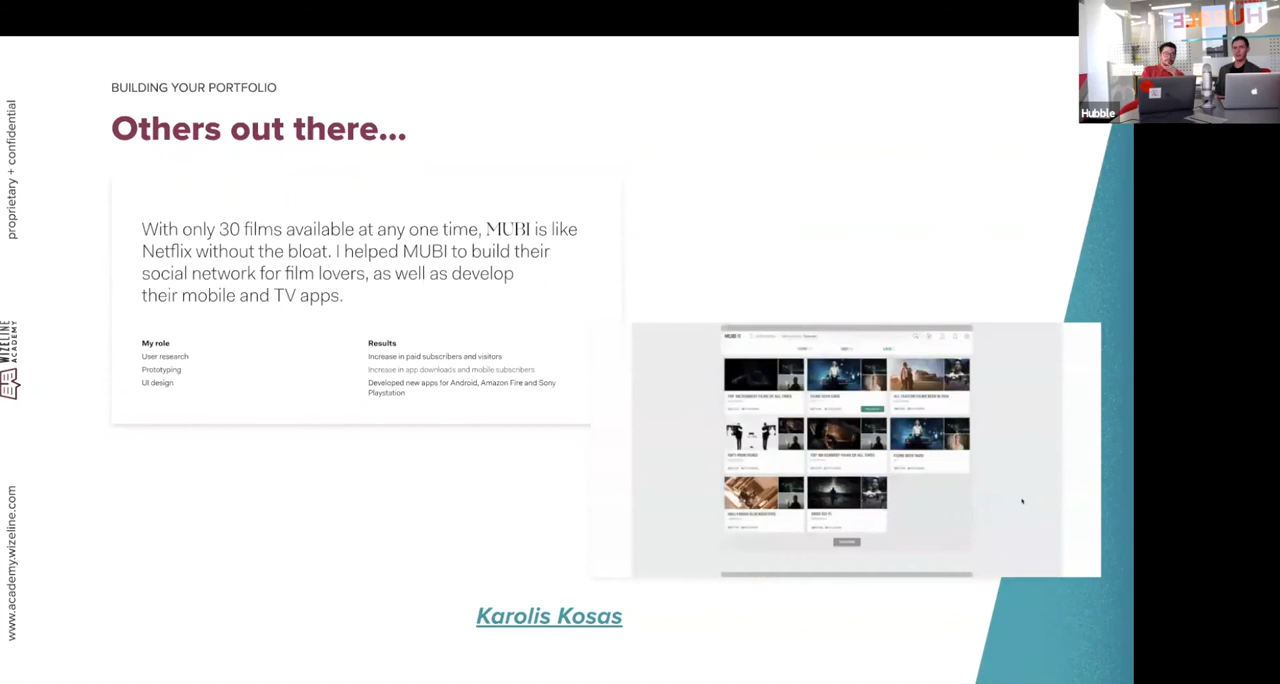 BUILDING YOUR PORTFOLIO
Others out there...
With only 30 films available at any one time, MUBI is like
Netflix without the bloat. I helped MUBI to build their
social network for film lovers, as well as develop
their mobile and TV apps.
My role
User research
Prototyping
UI design
Results
Increase in paid subscribers and visitors
Increase in app downloads and mobile subscribers
Developed new apps for Android, Amazon Fire and Sony
Playstation
Karolis Kosas
proprietary + confidential
WIZELINE
ACADEMY
www.academy.wizeline.com
HUBBLE
Hubble
MUBI